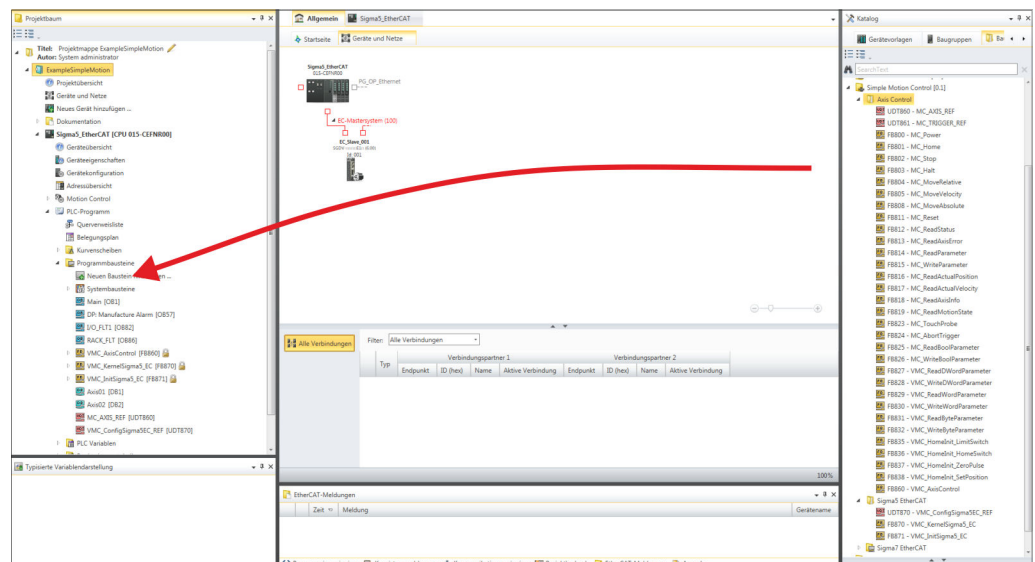 Projektbaum
Titel: Projektmappe ExampleSimpleMotion
Autor: System administrator
ExampleSimpleMotion
Projektübersicht
Geräte und Netze
Neues Gerät hinzufügen ...
Dokumentation
Sigma5_EtherCAT [CPU 015-CEFNR00]
Geräteübersicht
Geräteeigenschaften
Gerätekonfiguration
Adressübersicht
Motion Control
PLC-Programm
Querverweisliste
Belegungsplan
Kurvenscheiben
Programmbausteine
Neuen Baustein
Systembausteine
Main [OB1]
DP: Manufacture Alarm [OB57]
I/O_FLT1 [OB82]
RACK_FLT [OB86]
VMC_AxisControl [FB860]
VMC_KernelSigma5_EC [FB870]
VMC_InitSigma5_EC [FB871]
Axis01 [DB1]
Axis02 [DB2]
MC_AXIS_REF [UDT860]
VMC_ConfigSigma5EC_REF [UDT870]
PLC Variablen
Typisierte Variablendarstellung
Allgemein Sigma5_EtherCAT
Startseite Geräte und Netze
Sigma5_EtherCAT
015-CEFNR00
PG_OP_Ethernet
EC-Mastersystem (100)
EC_Slave_001
Alle Verbindungen Filter: Alle Verbindungen
Typ Verbindungspartner 1 Verbindungspartner 2
Endpunkt ID (hex) Name Aktive Verbindung Endpunkt ID (hex) Name Aktive Verbindung
100%
EtherCAT-Meldungen
Zeit Meldung Gerätename
Katalog
Gerätevorlagen Baugruppen Ba
SearchText
Simple Motion Control [0.1]
Axis Control
UDT860 - MC_AXIS_REF
UDT861 - MC_TRIGGER_REF
FB800 - MC_Power
FB801 - MC_Home
FB802 - MC_Stop
FB803 - MC_Halt
FB804 - MC_MoveRelative
FB805 - MC_MoveVelocity
FB808 - MC_MoveAbsolute
FB811 - MC_Reset
FB812 - MC_ReadStatus
FB813 - MC_ReadAxisError
FB814 - MC_ReadParameter
FB815 - MC_WriteParameter
FB816 - MC_ReadActualPosition
FB817 - MC_ReadActualVelocity
FB818 - MC_ReadAxisInfo
FB819 - MC_ReadMotionState
FB823 - MC_TouchProbe
FB824 - MC_AbortTrigger
FB825 - MC_ReadBoolParameter
FB826 - MC_WriteBoolParameter
FB827 - VMC_ReadDWordParameter
FB828 - VMC_WriteDWordParameter
FB829 - VMC_ReadWordParameter
FB830 - VMC_WriteWordParameter
FB831 - VMC_ReadByteParameter
FB832 - VMC_WriteByteParameter
FB835 - VMC_HomeInit_LimitSwitch
FB836 - VMC_HomeInit_HomeSwitch
FB837 - VMC_HomeInit_ZeroPulse
FB838 - VMC_HomeInit_SetPosition
FB860 - VMC_AxisControl
Sigma5 EtherCAT
UDT870 - VMC_ConfigSigma5EC_REF
FB870 - VMC_KernelSigma5_EC
FB871 - VMC_InitSigma5_EC
Sigma7 EtherCAT